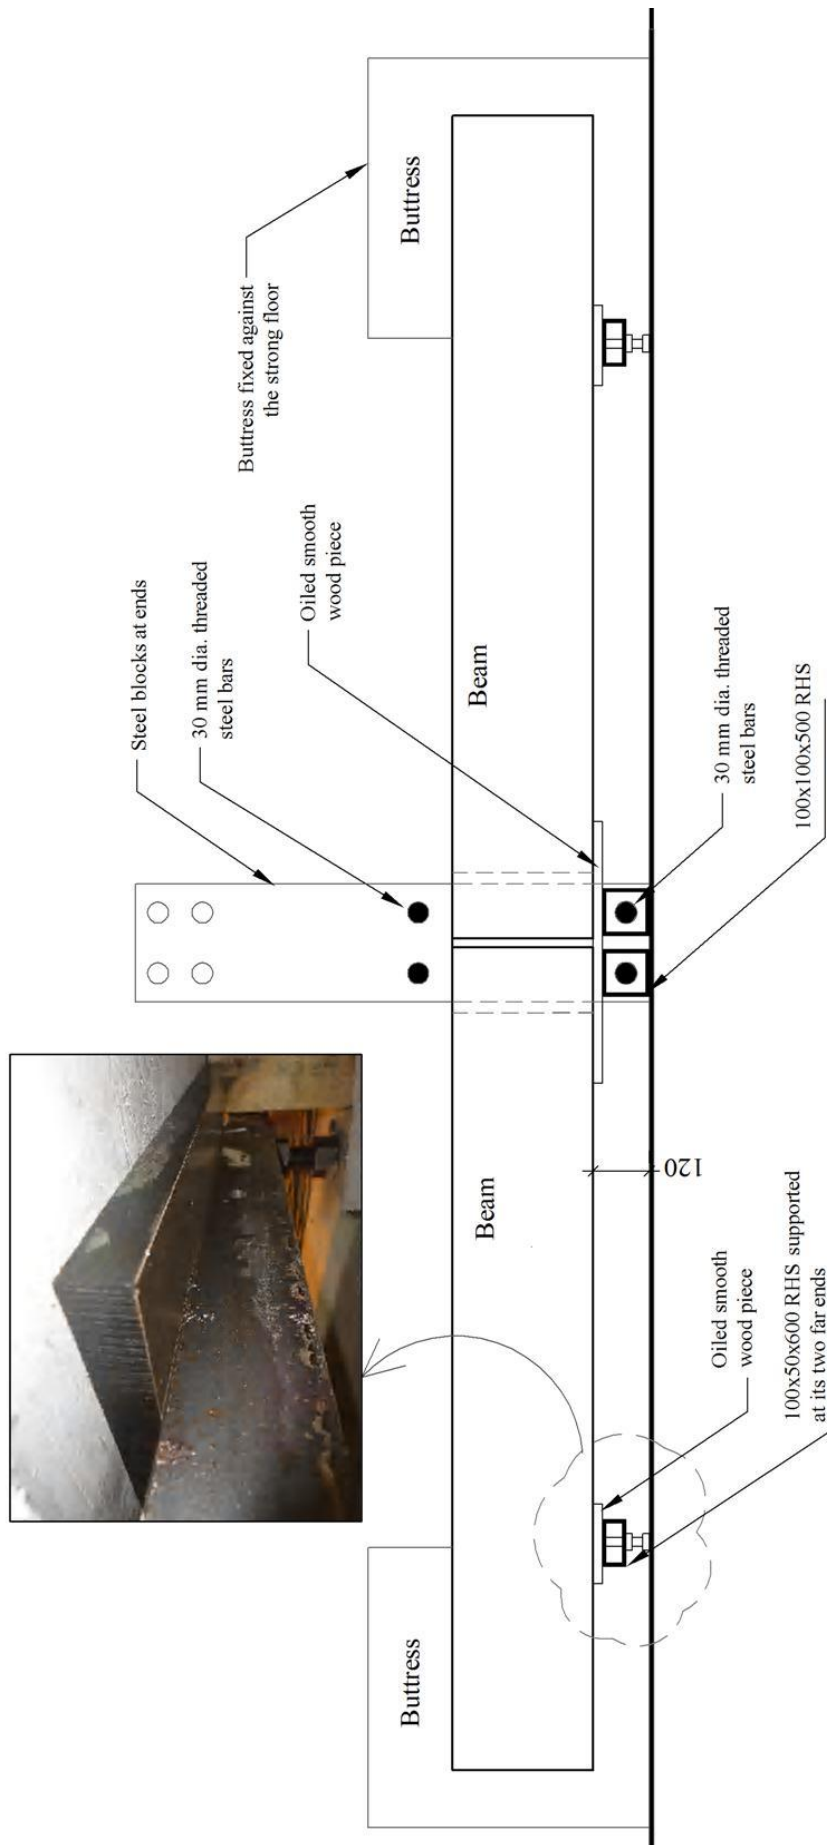 Buttress
Buttress fixed against
the strong floor
Steel blocks at ends
30 mm dia. threaded
steel bars
Oiled smooth
wood piece
Beam
30 mm dia. threaded
steel bars
100x100x500 RHS
Beam
120
Oiled smooth
wood piece
100x50x600 RHS supported
at its two far ends
Buttress